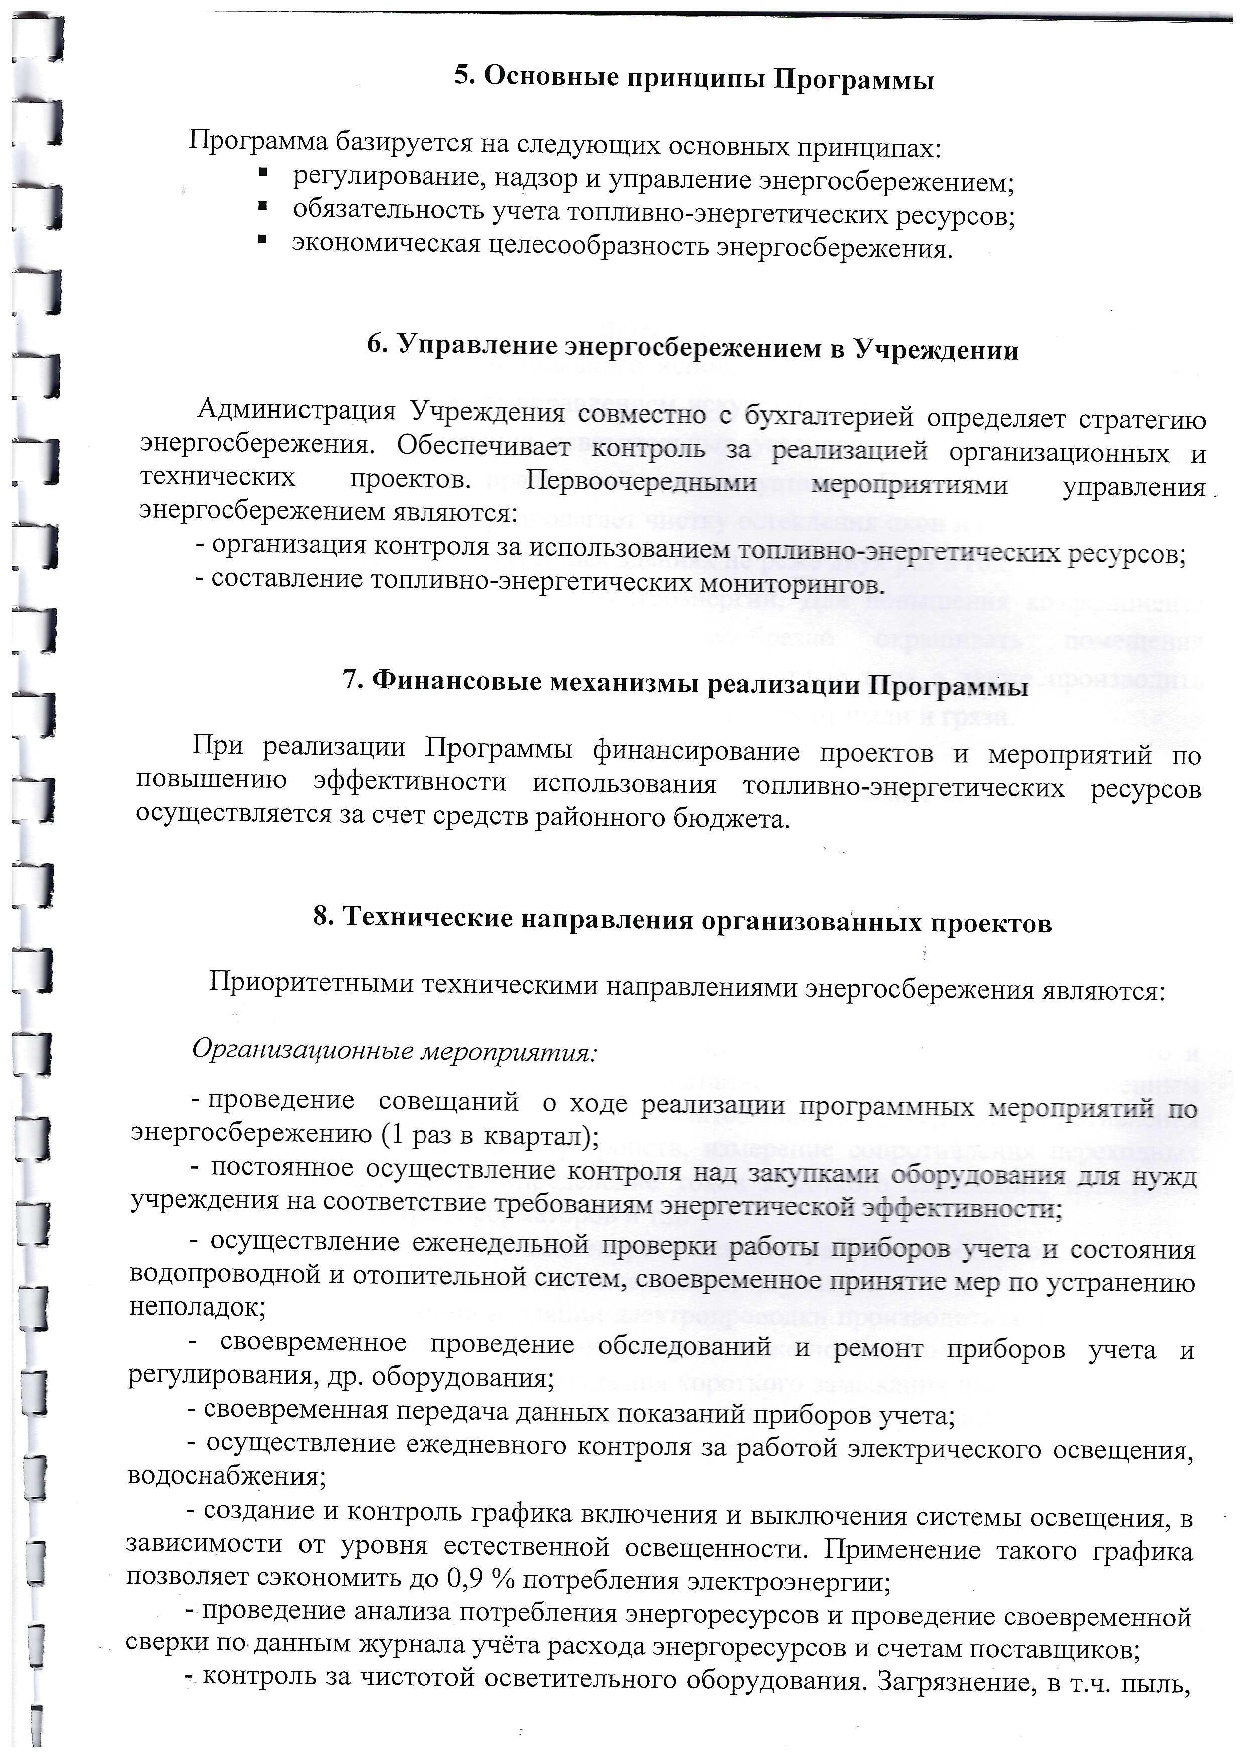 5. Основные принципы Программы
Программа базируется на следующих основных принципах:
▪ регулирование, надзор и управление энергосбережением;
▪ обязательность учета топливно-энергетических ресурсов;
▪ экономическая целесообразность энергосбережения.
6. Управление энергосбережением в Учреждении
Администрация Учреждения совместно с бухгалтерией определяет стратегию
энергосбережения. Обеспечивает контроль за реализацией организационных и
технических проектов. Первоочередными мероприятиями управления
энергосбережением являются:
- организация контроля за использованием топливно-энергетических ресурсов;
- составление топливно-энергетических мониторингов.
7. Финансовые механизмы реализации Программы
При реализации Программы финансирование проектов и мероприятий по
повышению эффективности использования топливно-энергетических ресурсов
осуществляется за счет средств районного бюджета.
8. Технические направления организованных проектов
Приоритетными техническими направлениями энергосбережения являются:
Организационные мероприятия:
- проведение совещаний о ходе реализации программных мероприятий по
энергосбережению (1 раз в квартал);
- постоянное осуществление контроля над закупками оборудования для нужд
учреждения на соответствие требованиям энергетической эффективности;
- осуществление еженедельной проверки работы приборов учета и состояния
водопроводной и отопительной систем, своевременное принятие мер по устранению
неполадок;
- своевременное проведение обследований и ремонт приборов учета и
регулирования, др. оборудования;
- своевременная передача данных показаний приборов учета;
- осуществление ежедневного контроля за работой электрического освещения,
водоснабжения;
- создание и контроль графика включения и выключения системы освещения, в
зависимости от уровня естественной освещенности. Применение такого графика
позволяет сэкономить до 0,9 % потребления электроэнергии;
- проведение анализа потребления энергоресурсов и проведение своевременной
сверки по данным журнала учёта расхода энергоресурсов и счетам поставщиков;
- контроль за чистотой осветительного оборудования. Загрязнение, в т.ч. пыль,